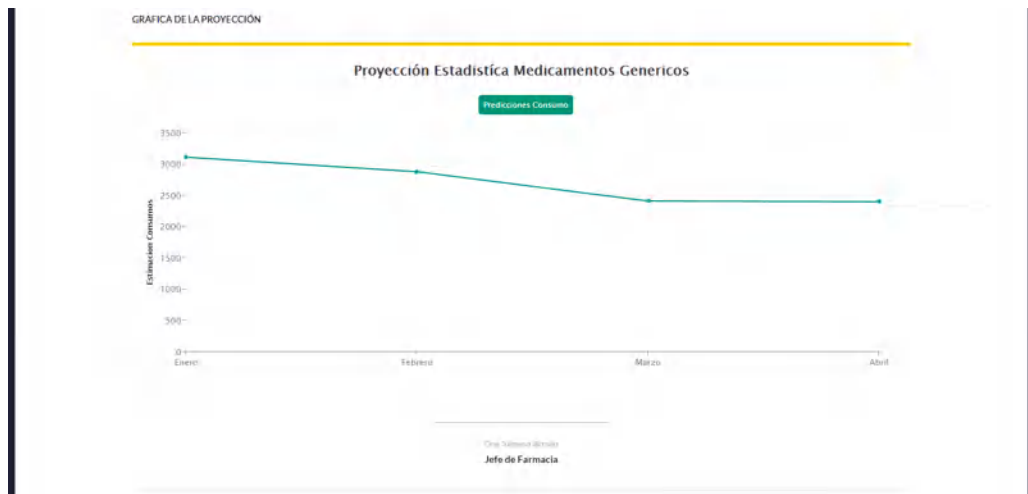 GRAFICA DE LA PROYECCIÓN
Proyección Estadistíca Medicamentos Genericos
Predicciones Consumo
3500
3000
2500
2000
1500
1000
500
0
Estimacion Consumos
Enero
Febrero
Marzo
Abril
Jefe de Farmacia